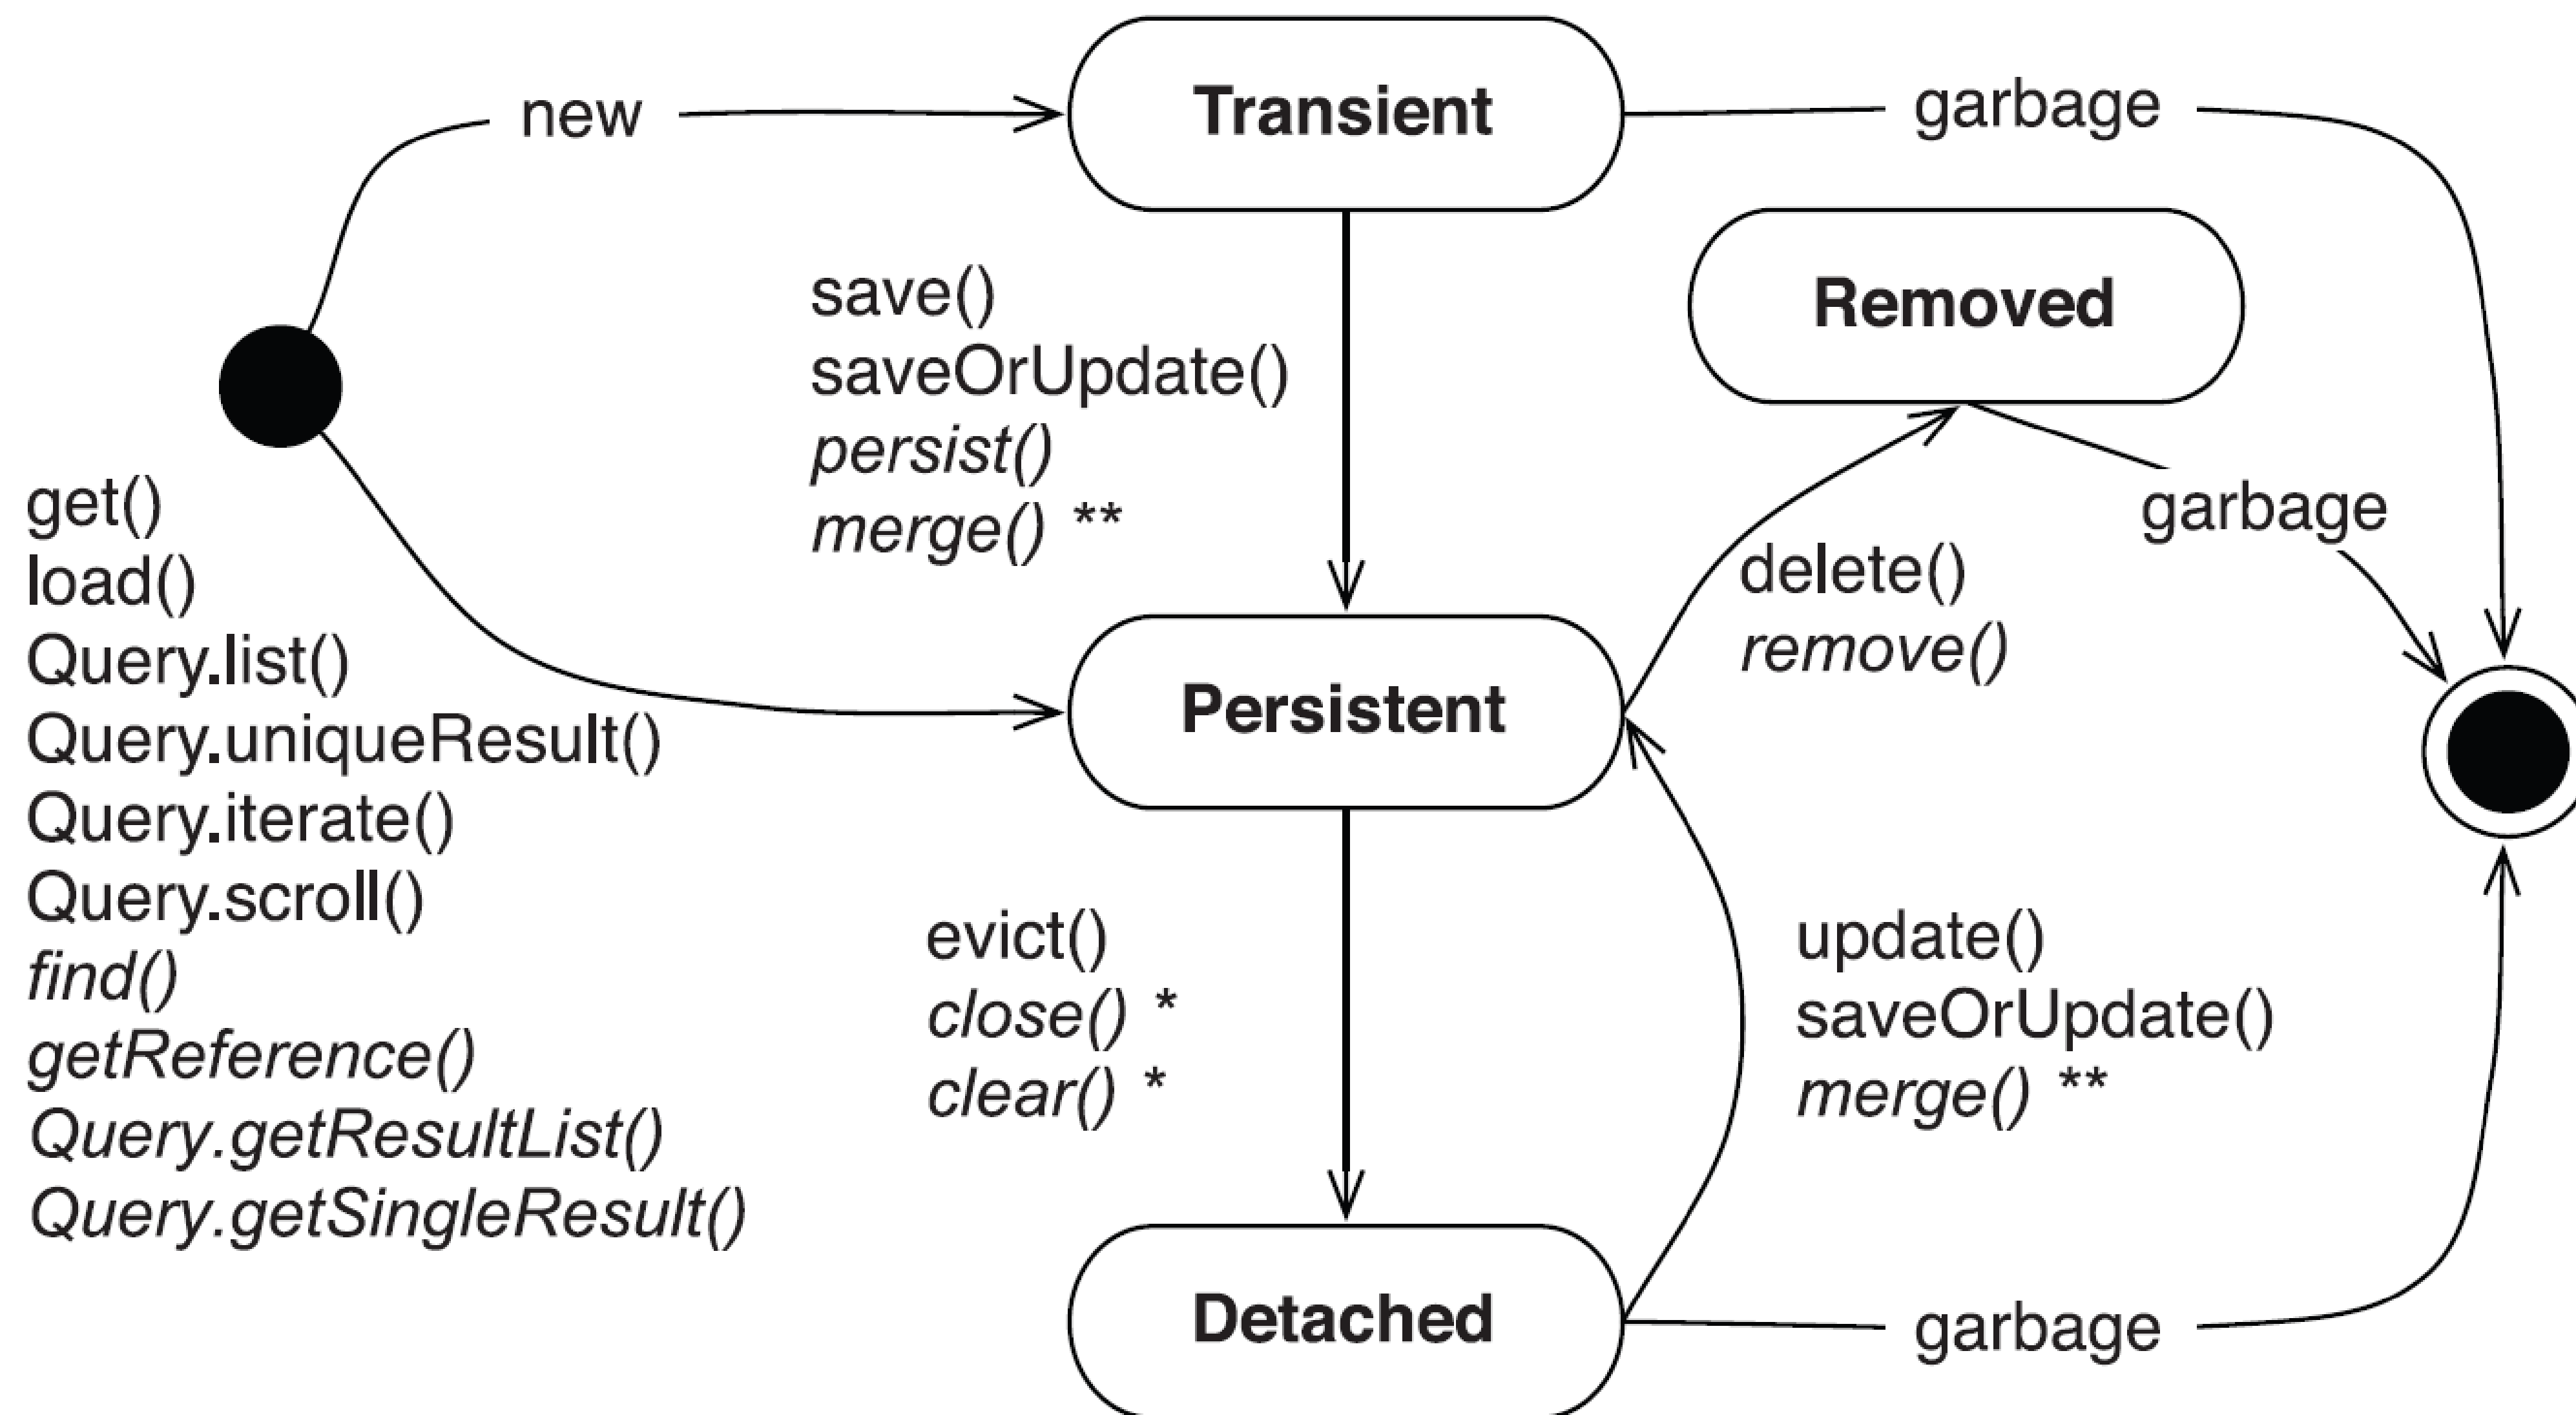 new
Transient
garbage
Removed
save()
saveOrUpdate()
persist()
merge() **
garbage
delete()
remove()
get()
load()
Query.list()
Query.uniqueResult()
Query.iterate()
Query.scroll()
find()
getReference()
Query.getResultList()
Query.getSingleResult()
Persistent
evict()
close() *
clear() *
update()
saveOrUpdate()
merge() **
Detached
garbage